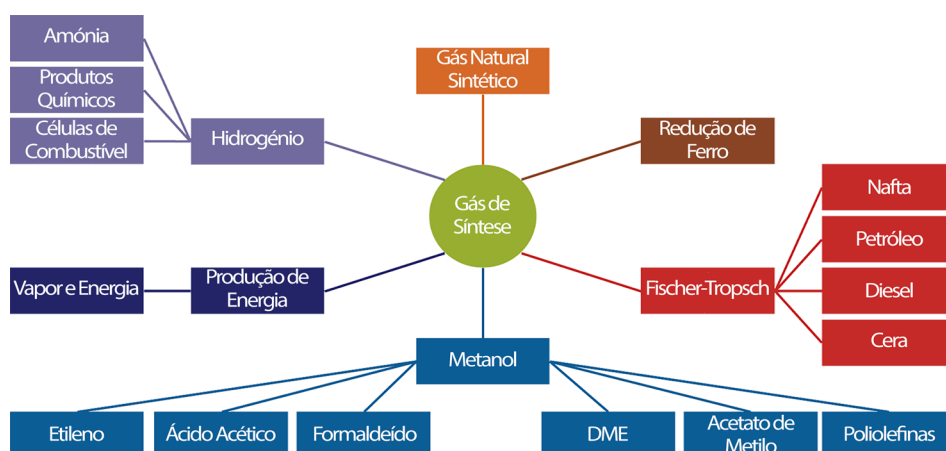 Amónia
Produtos
Químicos
Células de
Combustível
Hidrogénio
Gás Natural
Sintético
Redução de
Ferro
Gás de
Síntese
Nafta
Petróleo
Diesel
Cera
Fischer-Tropsch
Vapor e Energia
Produção de
Energia
Metanol
Etileno
Ácido Acético
Formaldeído
DME
Acetato de
Metilo
Poliolefinas